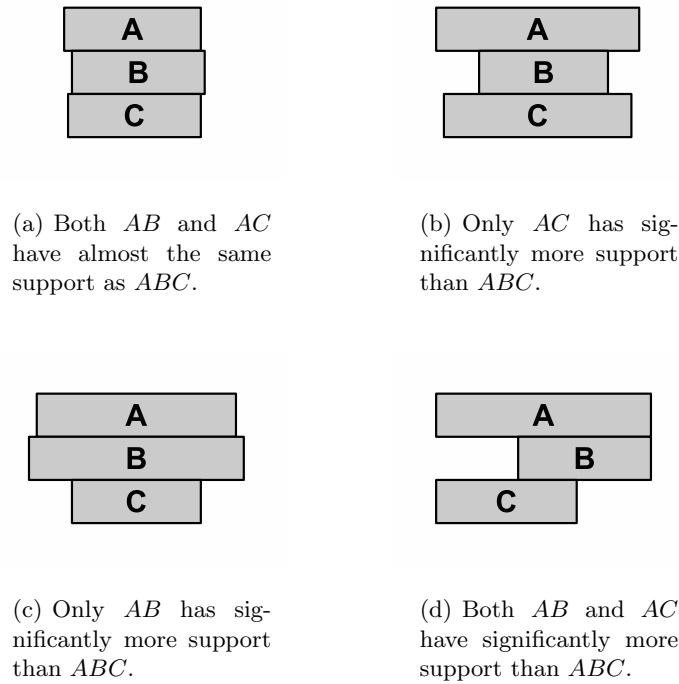 A
B
C
A
B
C
(a) Both AB and AC
have almost the same
support as ABC.
(b) Only AC has sig-
nificantly more support
than ABC.
A
B
C
A
B
C
(c) Only AB has sig-
nificantly more support
than ABC.
(d) Both AB and AC
have significantly more
support than ABC.